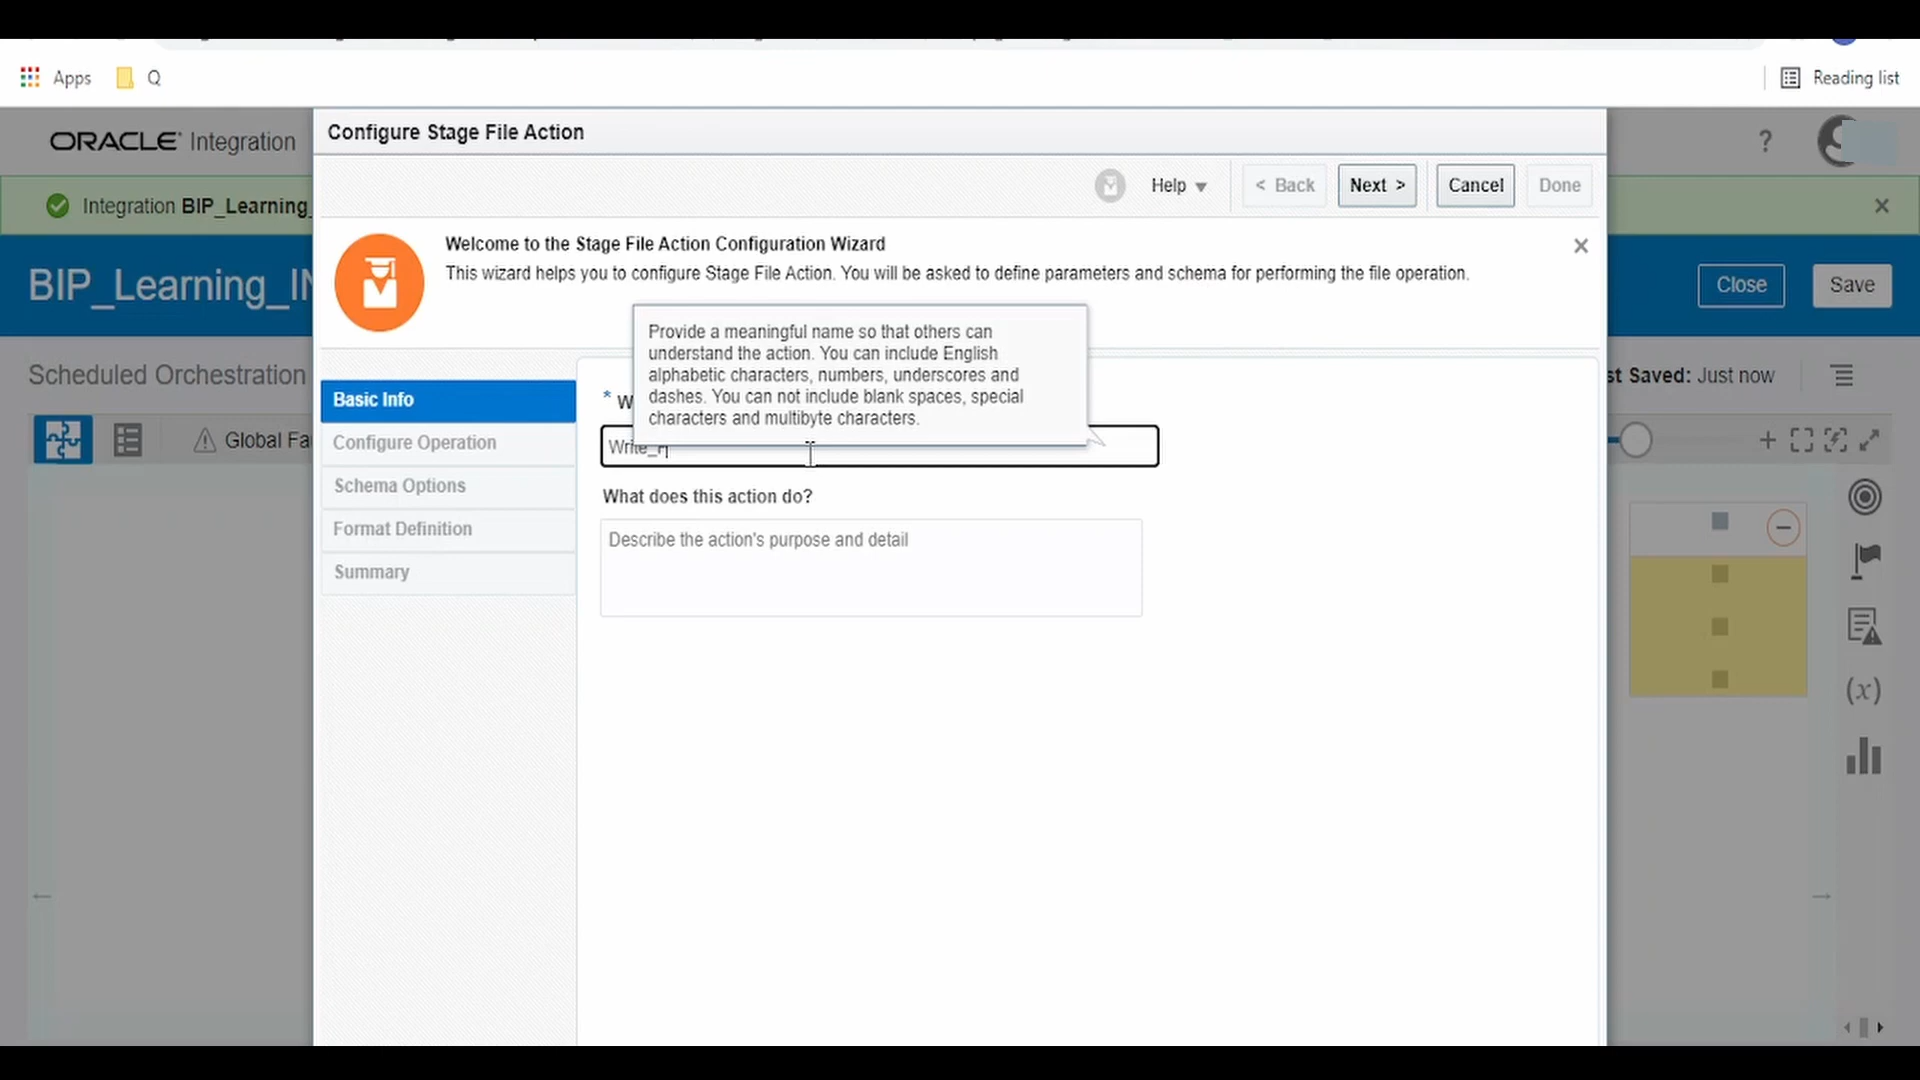 Apps
Q
Reading list
Configure Stage File Action
ORACLE Integration
?
Help
< Back
Next >
Cancel
Done
Integration BIP_Learning_
Welcome to the Stage File Action Configuration Wizard
This wizard helps you to configure Stage File Action. You will be asked to define parameters and schema for performing the file operation.
BIP_Learning_IN
Close
Save
Provide a meaningful name so that others can
understand the action. You can include English
alphabetic characters, numbers, underscores and
dashes. You can not include blank spaces, special
characters and multibyte characters.
Scheduled Orchestration
st Saved: Just now
Basic Info
* W
Configure Operation
Global Fa
Write_
Schema Options
What does this action do?
Format Definition
Describe the action's purpose and detail
Summary
(x)